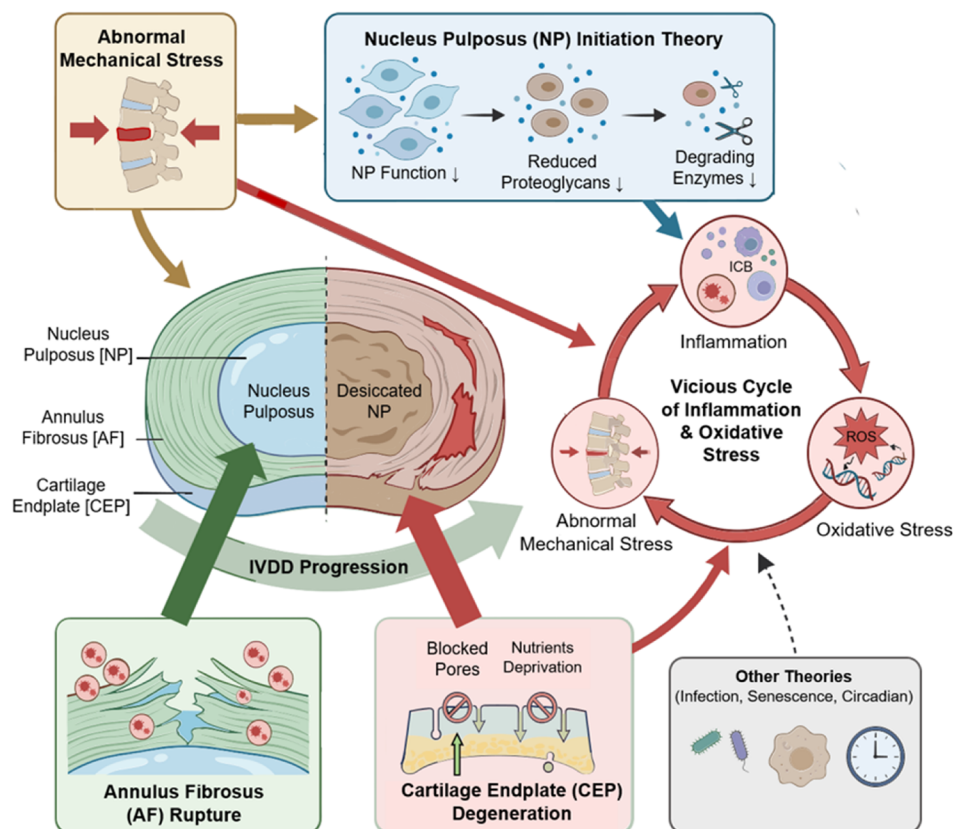 Abnormal
Mechanical Stress
Nucleus Pulposus (NP) Initiation Theory
NP Function ↓
Reduced
Proteoglycans ↓
Degrading
Enzymes ↓
ICB
Inflammation
Nucleus
Pulposus [NP]
Annulus
Fibrosus [AF]
Cartilage
Endplate [CEP]
Nucleus
Pulposus
Desiccated
NP
Vicious Cycle
of Inflammation
& Oxidative
Stress
ROS
Oxidative Stress
Abnormal
Mechanical Stress
IVDD Progression
Annulus Fibrosus
(AF) Rupture
Blocked
Pores
Nutrients
Deprivation
Cartilage Endplate (CEP)
Degeneration
Other Theories
(Infection, Senescence, Circadian)